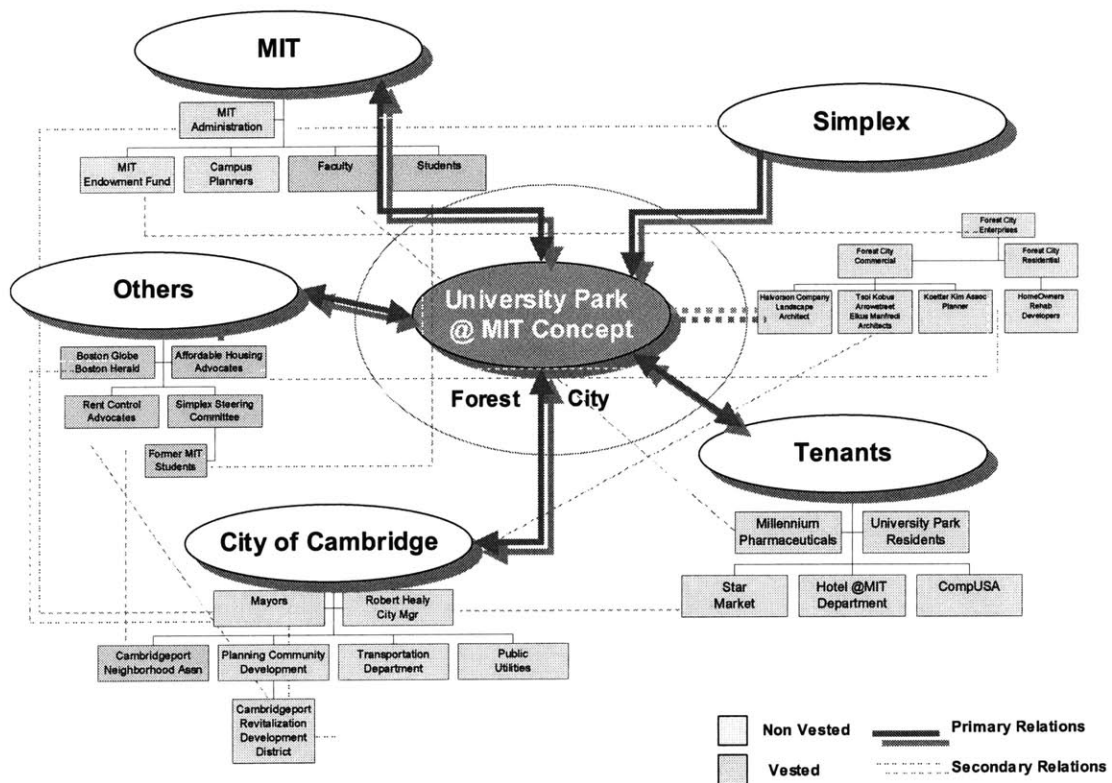 MIT
MIT
Administration
MIT
Endowment Fund
Campus
Planners
Faculty
Students
Simplex
Forest City
Enterprises
Forest City
Commercial
Forest City
Residential
Halvorson Company
Landscape
Architect
Tsoi Kobus
Arrowstreet
Elkus Manfredi
Architects
Koetter Kim Assoc
Planner
HomeOwners
Rehab
Developers
University Park
@ MIT Concept
Forest City
Others
Boston Globe
Boston Herald
Affordable Housing
Advocates
Rent Control
Advocates
Simplex Steering
Committee
Former MIT
Students
Tenants
Millennium
Pharmaceuticals
University Park
Residents
Star
Market
Hotel @MIT
Department
CompUSA
City of Cambridge
Mayors
Robert Healy
City Mgr
Cambridgeport
Neighborhood Assn
Planning Community
Development
Transportation
Department
Public
Utilities
Cambridgeport
Revitalization
Development
District
Non Vested
Primary Relations
Vested
Secondary Relations